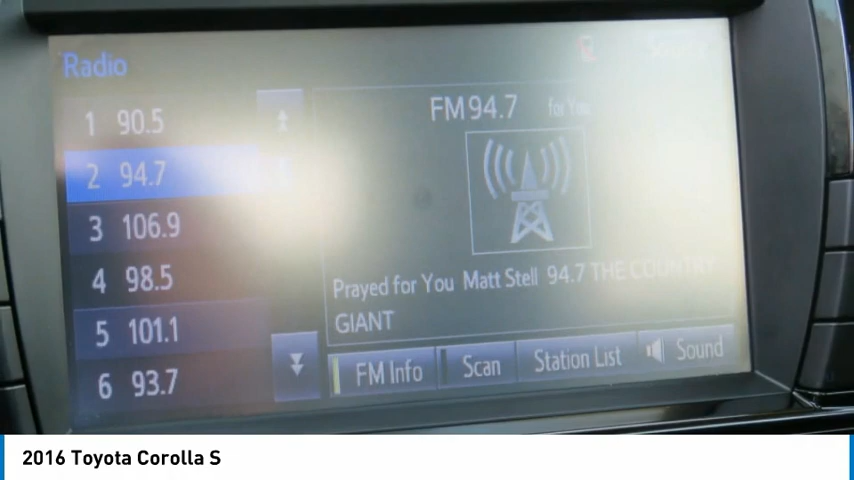 Radio
1 90.5
2 94.7
3 106.9
4 98.5
5 101.1
6 93.7
FM 94.7 for You
Prayed for You Matt Stell 94.7 THE COUNTRY
GIANT
FM Info
Scan
Station List
Sound
2016 Toyota Corolla S